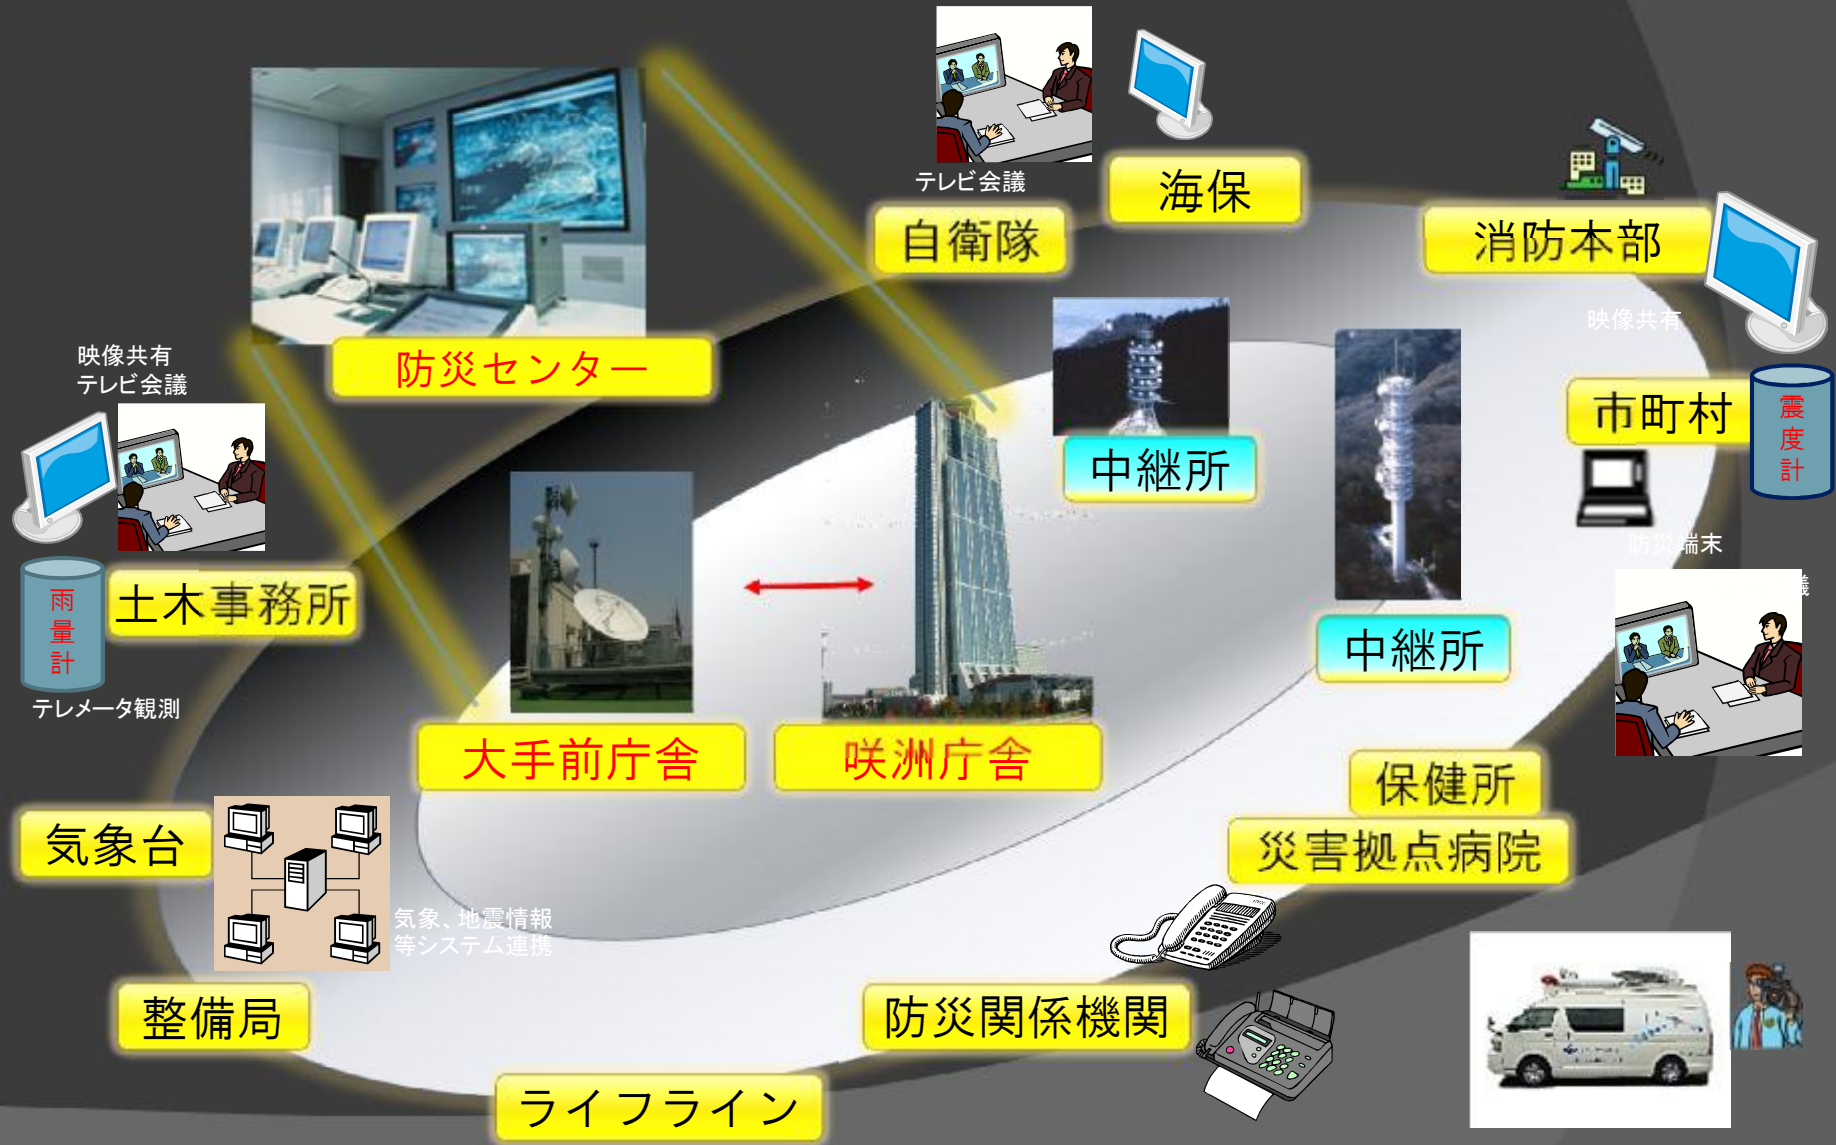 テレビ会議
海保
自衛隊
消防本部
映像共有
防災センター
映像共有
テレビ会議
市町村
震度計
中継所
防災端末
雨量計
土木事務所
テレメータ観測
中継所
議
大手前庁舎
咲洲庁舎
保健所
気象台
災害拠点病院
気象、地震情報
等システム連携
整備局
防災関係機関
ライフライン